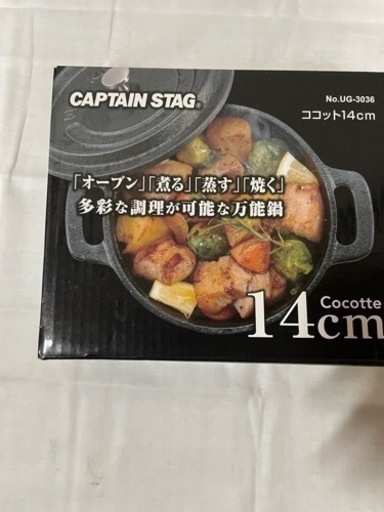 CAPTAIN STAG®
No.UG-3036
ココット14cm
「オーブン」「煮る」「蒸す」「焼く」
多彩な調理が可能な万能鍋
Cocotte
14cm